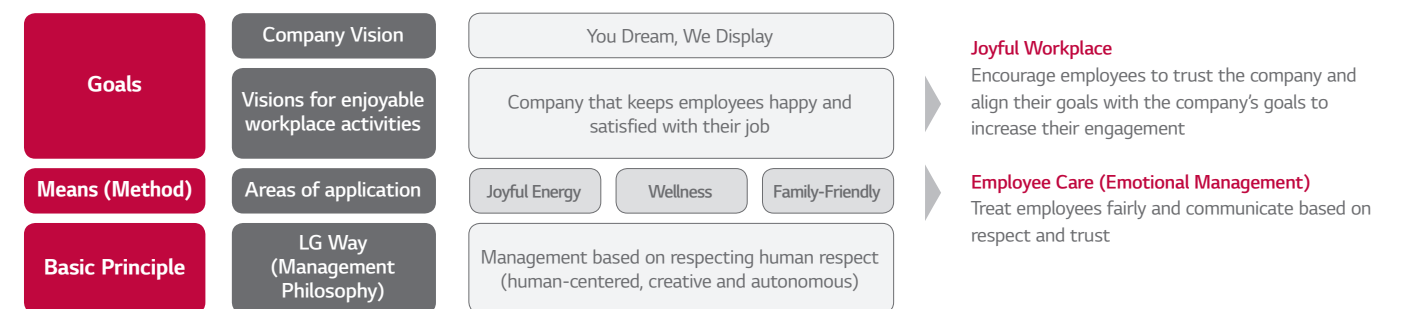 Goals
Company Vision
You Dream, We Display
Visions for enjoyable
workplace activities
Company that keeps employees happy and
satisfied with their job
Joyful Workplace
Encourage employees to trust the company and
align their goals with the company's goals to
increase their engagement
Means (Method)
Areas of application
Joyful Energy
Wellness
Family-Friendly
Employee Care (Emotional Management)
Treat employees fairly and communicate based on
respect and trust
Basic Principle
LG Way
(Management
Philosophy)
Management based on respecting human respect
(human-centered, creative and autonomous)